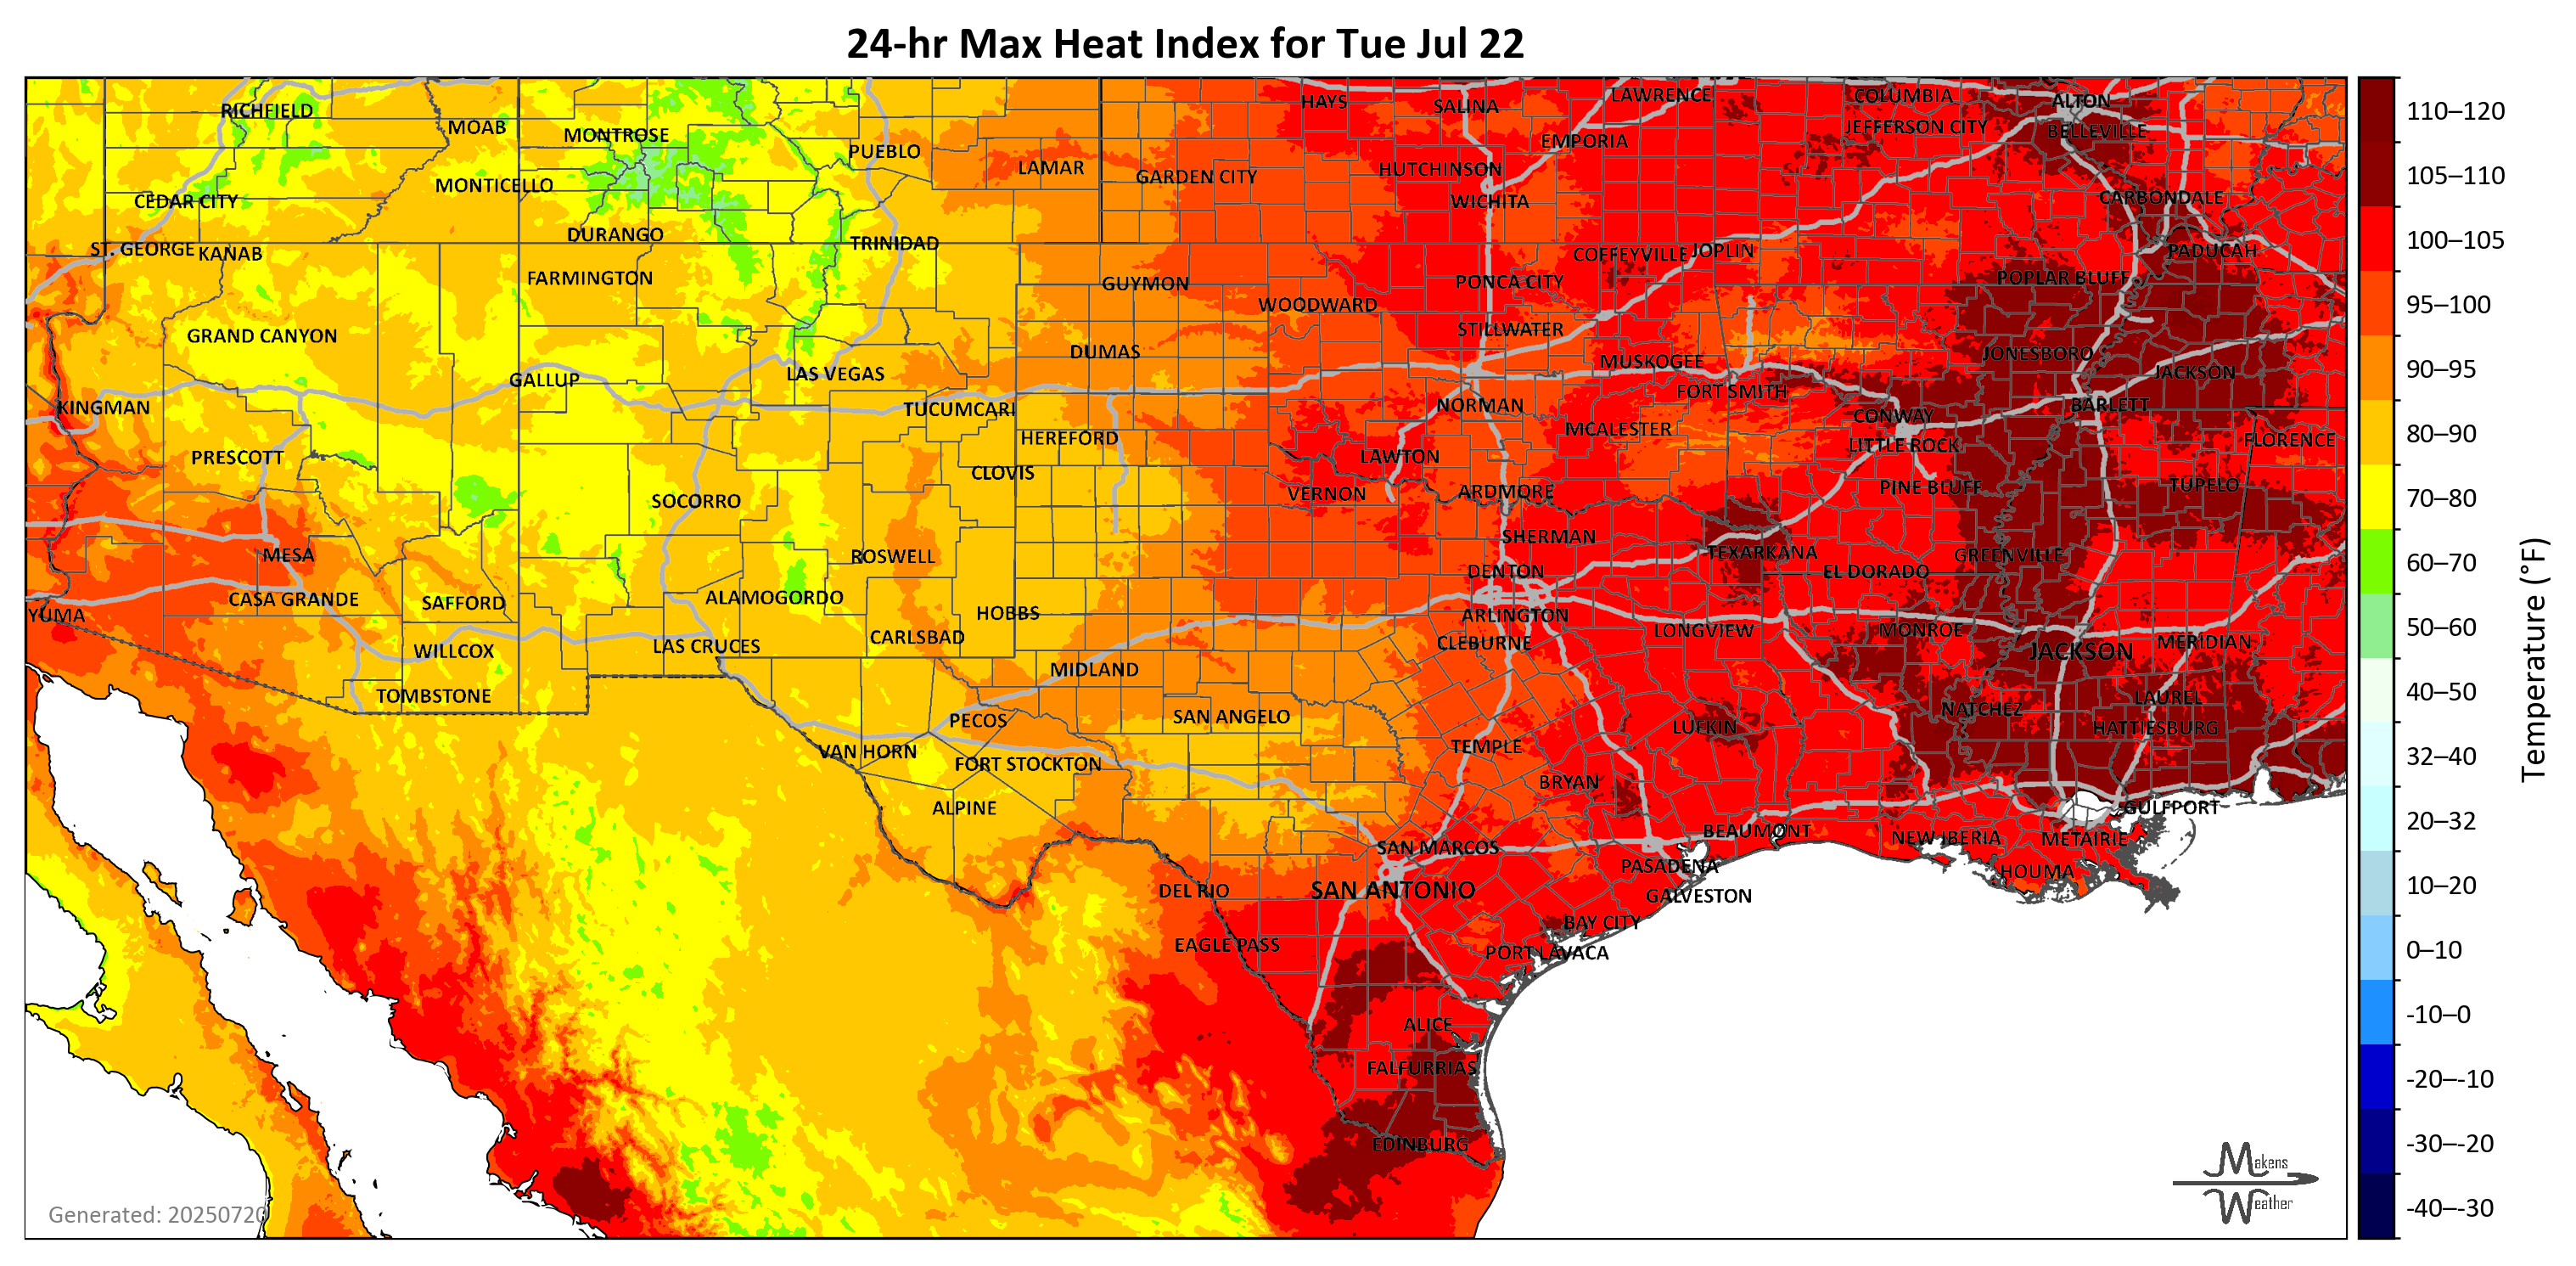 24-hr Max Heat Index for Tue Jul 22
RICHFIELD
MOAB
MONTROSE
PUEBLO
LAMAR
GARDEN CITY
HAYS
SALINA
LAWRENCE
EMPORIA
HUTCHINSON
WICHITA
COLUMBIA
JEFFERSON CITY
ALTON
BELLEVILLE
CARBONDALE
CEDAR CITY
MONTICELLO
DURANGO
TRINIDAD
ST. GEORGE
KANAB
FARMINGTON
GUYMON
WOODWARD
PONCA CITY
COFFEYVILLE
JOPLIN
PADUCAH
POPLAR BLUFF
GRAND CANYON
DUMAS
STILLWATER
MUSKOGEE
JONESBORO
JACKSON
KINGMAN
GALLUP
LAS VEGAS
TUCUMCARI
HEREFORD
NORMAN
FORT SMITH
CONWAY
BARLETT
PRESCOTT
CLOVIS
LAWTON
MCALESTER
LITTLE ROCK
FLORENCE
SOCORRO
VERNON
ARDMORE
PINE BLUFF
TUPELO
MESA
ROSWELL
SHERMAN
TEXARKANA
GREENVILLE
CASA GRANDE
SAFFORD
ALAMOGORDO
HOBBS
DENTON
EL DORADO
YUMA
WILLCOX
LAS CRUCES
CARLSBAD
ARLINGTON
CLEBURNE
LONGVIEW
MONROE
JACKSON
MERIDIAN
TOMBSTONE
MIDLAND
PECOS
SAN ANGELO
NATCHEZ
LAUREL
HATTIESBURG
VAN HORN
FORT STOCKTON
TEMPLE
LUFKIN
BRYAN
ALPINE
GULFPORT
SAN MARCOS
BEAUMONT
NEW IBERIA
METAIRIE
DEL RIO
SAN ANTONIO
PASADENA
GALVESTON
HOUMA
EAGLE PASS
BAY CITY
PORT LAVACA
ALICE
FALFURRIAS
EDINBURG
Generated: 20250720
Makens
Weather
110–120
105–110
100–105
95–100
90–95
80–90
70–80
60–70
50–60
40–50
32–40
20–32
10–20
0–10
-10–0
-20–-10
-30–-20
-40–-30
Temperature (°F)